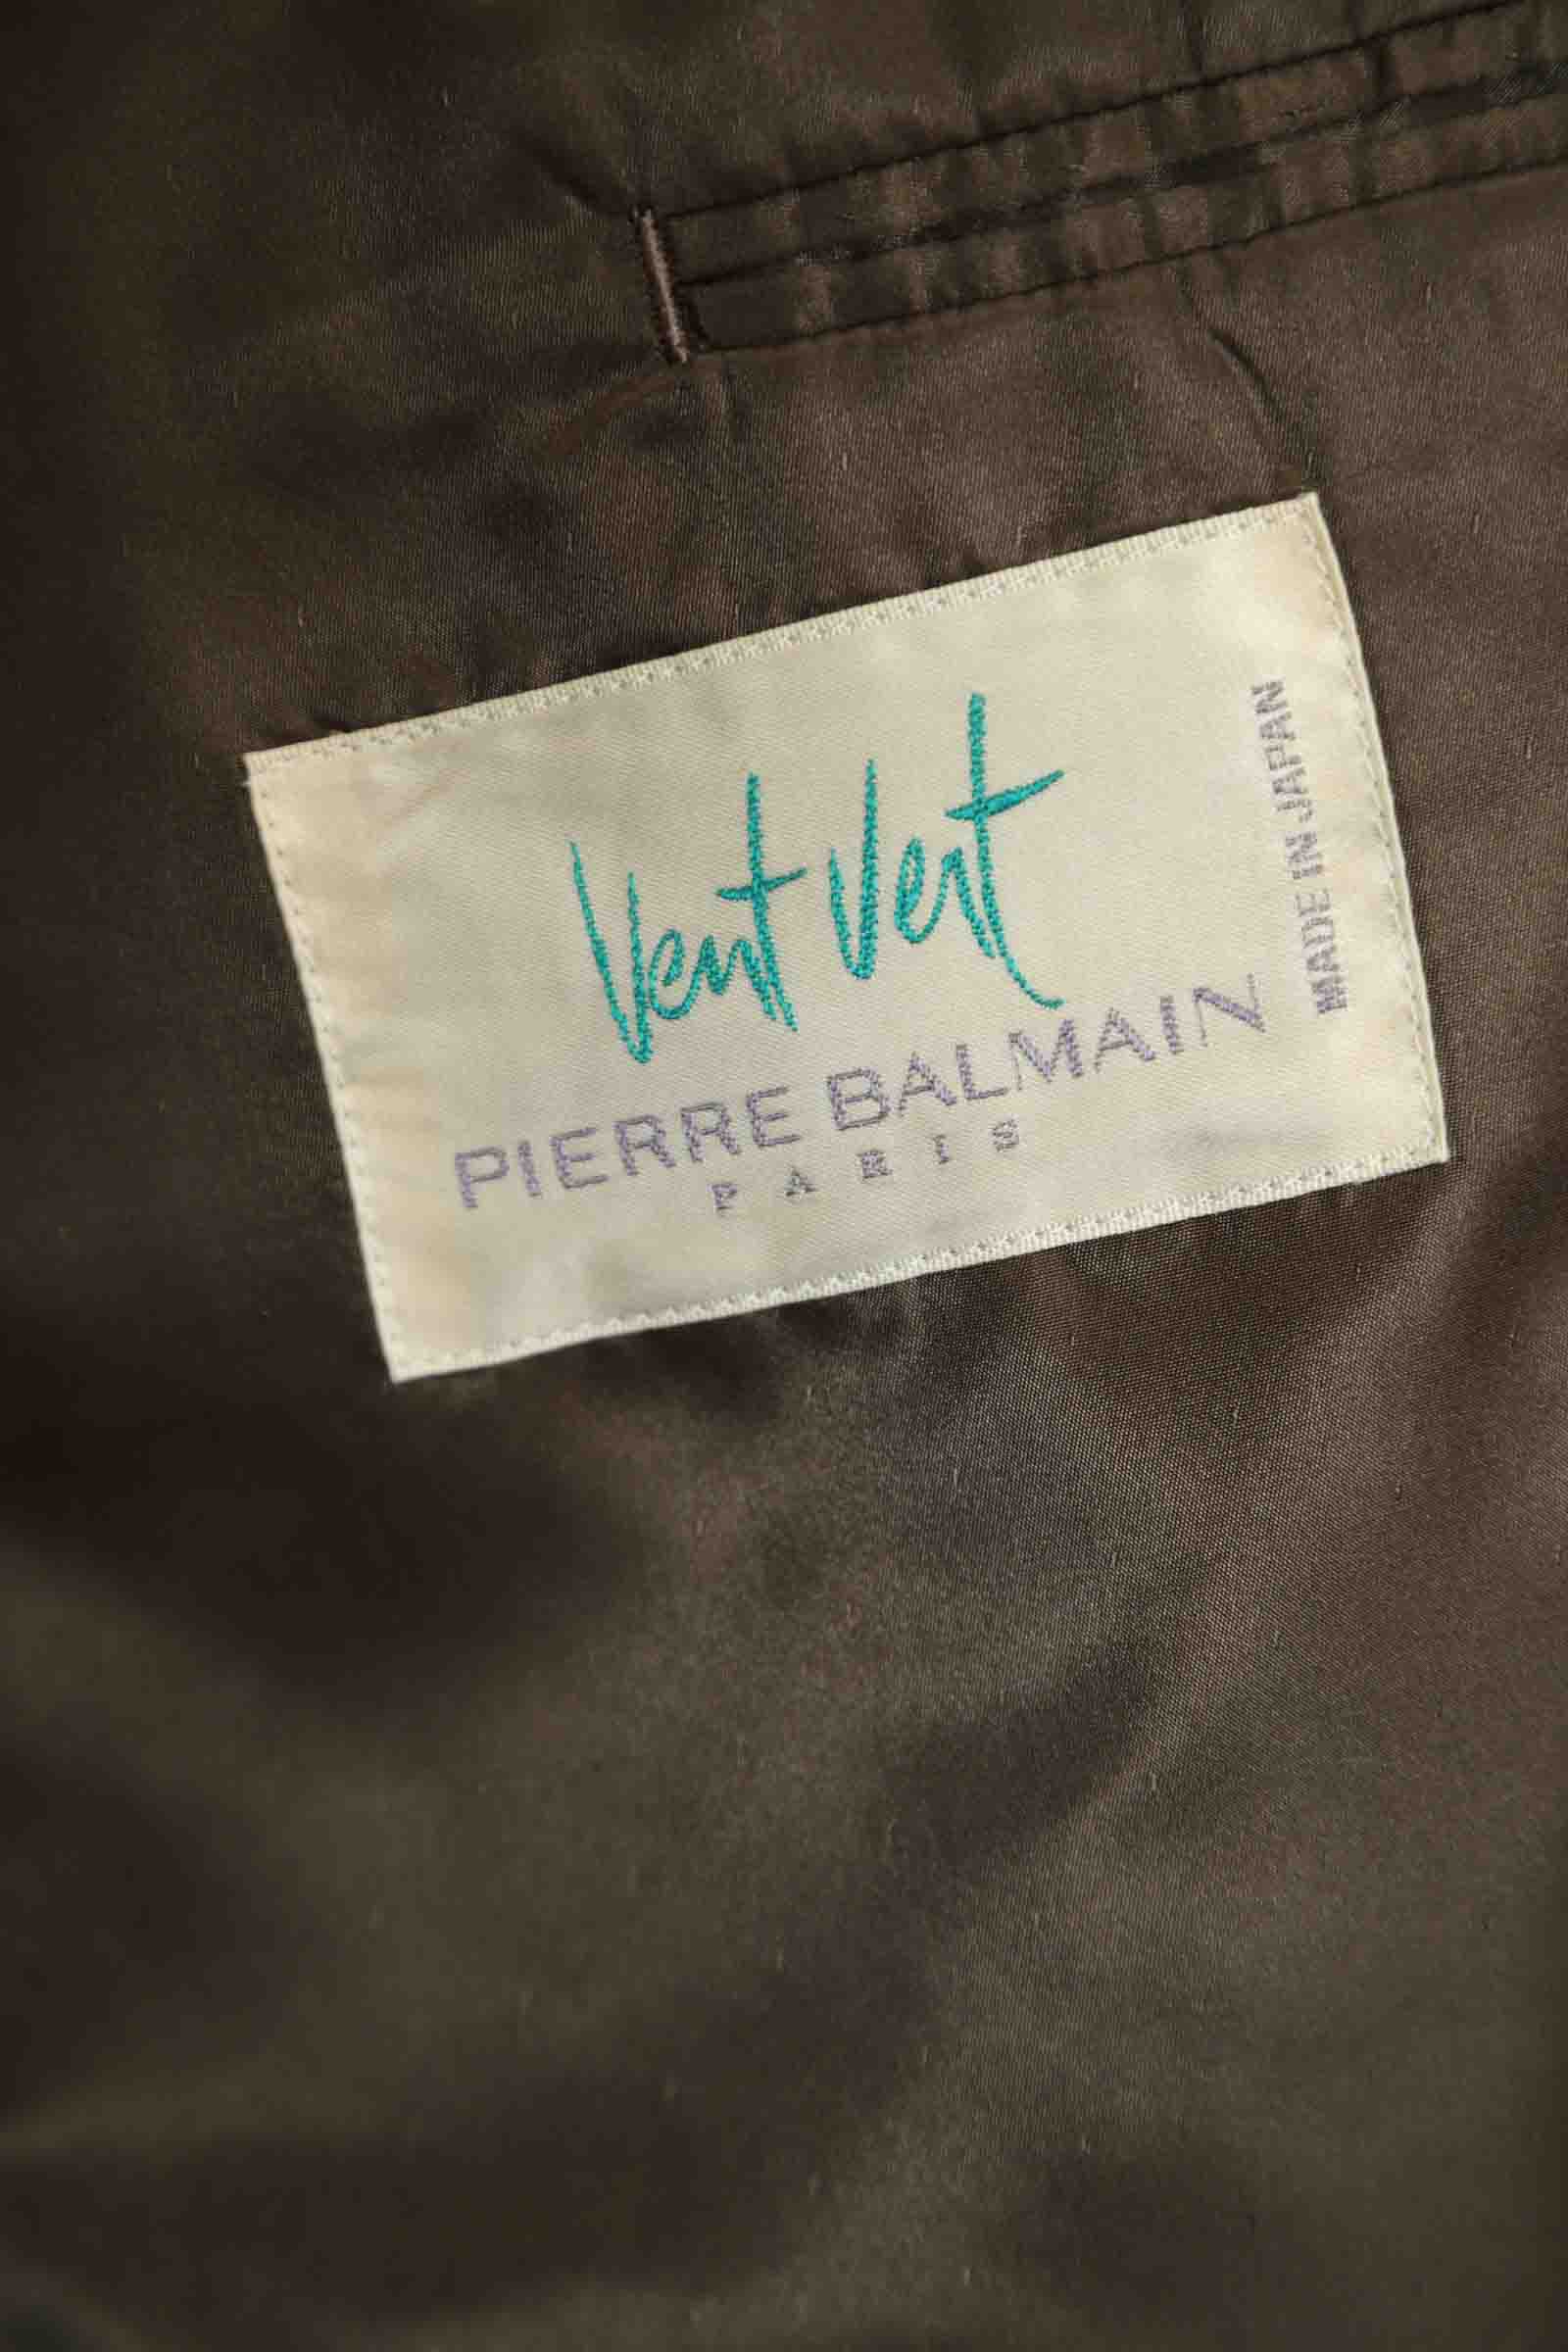 Vent Vert
PIERRE BALMAIN
PARIS
MADE IN JAPAN